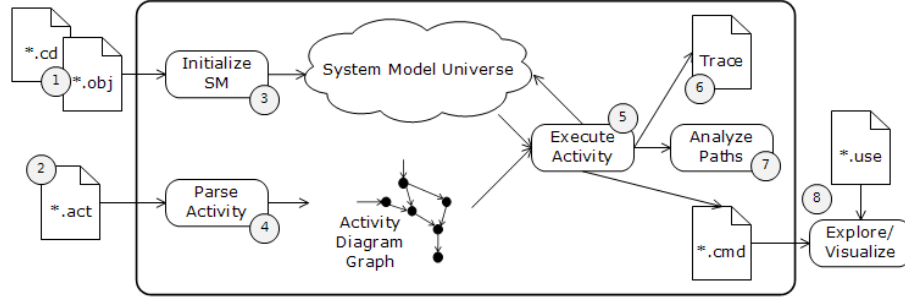 *.cd
*.obj
1
Initialize
SM
3
System Model Universe
Trace
6
5
Execute
Activity
Analyze
Paths
7
*.use
2
*.act
Parse
Activity
4
Activity
Diagram
Graph
*.cmd
8
Explore/
Visualize